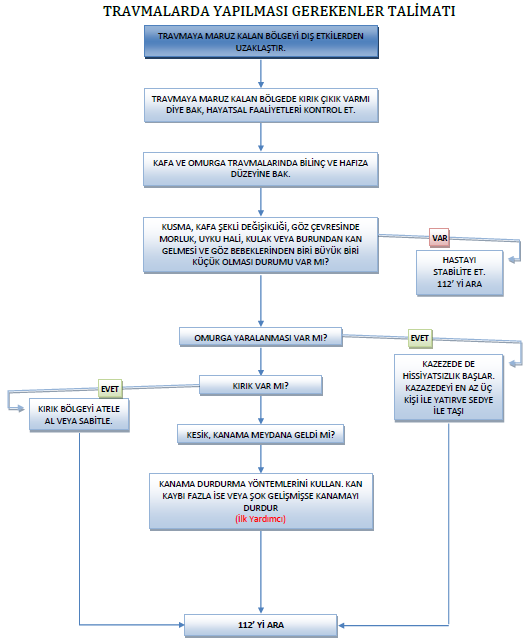 TRAVMALARDA YAPILMASI GEREKENLER TALİMATI
TRAVMAYA MARUZ KALAN BÖLGEYİ DIŞ ETKİLERDEN
UZAKLAŞTIR.
TRAVMAYA MARUZ KALAN BÖLGEDE KIRIK ÇIKIK VARMI
DİYE BAK, HAYATSAL FAALİYETLERİ KONTROL ET.
KAFA VE OMURGA TRAVMALARINDA BİLİNÇ VE HAFIZA
DÜZEYİNE BAK.
KUSMA, KAFA ŞEKLİ DEĞİŞİKLİĞİ, GÖZ ÇEVRESİNDE
MORLUK, UYKU HALİ, KULAK VEYA BURUNDAN KAN
GELMESİ VE GÖZ BEBEKLERİNDEN BİRİ BÜYÜK BİRİ
KÜÇÜK OLMASI DURUMU VAR MI?
VAR
HASTAYI
STABİLİTE ET.
112' Yİ ARA
OMURGA YARALANMASI VAR MI?
EVET
KAZEZEDE DE
HİSSİYATSIZLIK BAŞLAR.
KAZAZEDEYİ EN AZ ÜÇ
KİŞİ İLE YATIRVE SEDYE
İLE TAŞI
KIRIK VAR MI?
EVET
KIRIK BÖLGEYİ ATELE
AL VEYA SABİTLE.
KESİK, KANAMA MEYDANA GELDİ Mİ?
KANAMA DURDURMA YÖNTEMLERİNİ KULLAN. KAN
KAYBI FAZLA İSE VEYA ŞOK GELİŞMİŞSE KANAMAYI
DURDUR
(İlk Yardımcı)
112' Yİ ARA